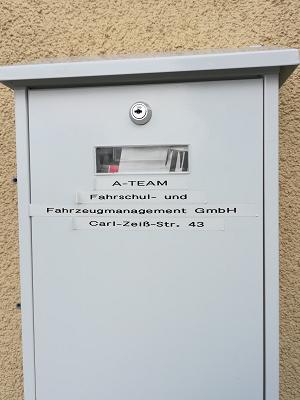 A-TEAM
Fahrschul- und
Fahrzeugmanagement GmbH
Carl-Zeiß-Str. 43